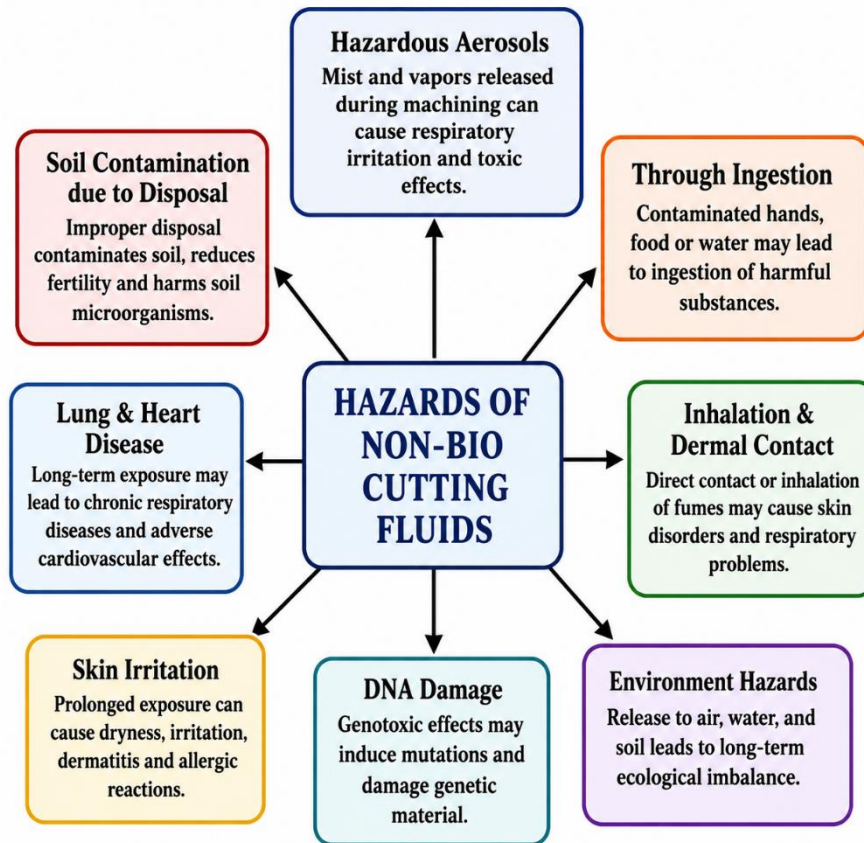 Hazardous Aerosols
Mist and vapors released
during machining can
cause respiratory
irritation and toxic
effects.
Soil Contamination
due to Disposal
Improper disposal
contaminates soil, reduces
fertility and harms soil
microorganisms.
Through Ingestion
Contaminated hands,
food or water may lead
to ingestion of harmful
substances.
HAZARDS OF
NON-BIO
CUTTING
FLUIDS
Lung & Heart
Disease
Long-term exposure may
lead to chronic respiratory
diseases and adverse
cardiovascular effects.
Inhalation &
Dermal Contact
Direct contact or inhalation
of fumes may cause skin
disorders and respiratory
problems.
Skin Irritation
Prolonged exposure can
cause dryness, irritation,
dermatitis and allergic
reactions.
DNA Damage
Genotoxic effects may
induce mutations and
damage genetic
material.
Environment Hazards
Release to air, water, and
soil leads to long-term
ecological imbalance.